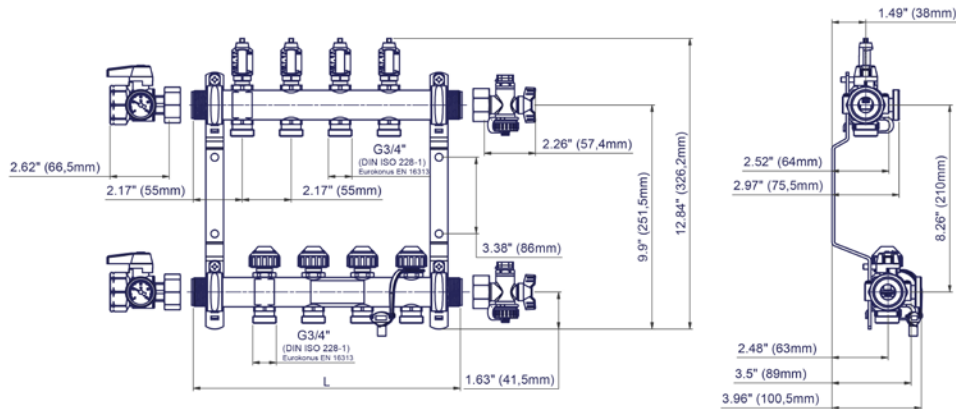 1.49" (38mm)
G3/4"
(DIN ISO 228-1)
Eurokonus EN 16313
2.26" (57,4mm)
2.62" (66,5mm)
2.17" (55mm)
2.17" (55mm)
2.52" (64mm)
2.97" (75,5mm)
9.9" (251,5mm)
12.84" (326,2mm)
8.26" (210mm)
3.38" (86mm)
G3/4"
(DIN ISO 228-1)
Eurokonus EN 16313
L
1.63" (41,5mm)
2.48" (63mm)
3.5" (89mm)
3.96" (100,5mm)